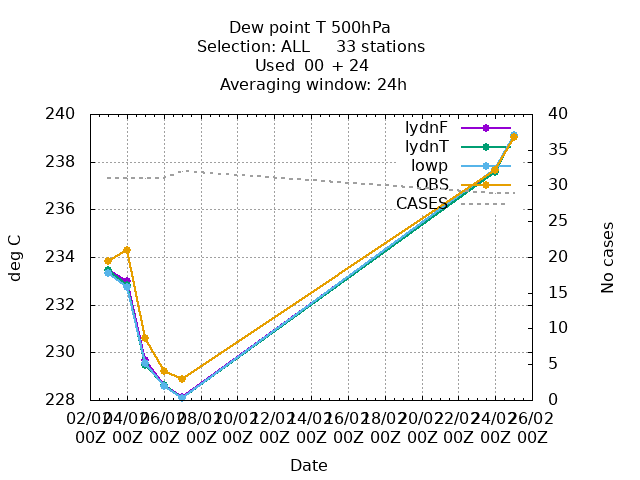 Dew point T 500hPa
Selection: ALL 33 stations
Used 00 + 24
Averaging window: 24h
240 40
lydnF
lydnT
lowp
OBS
CASES
238
236
234
232
230
228
35
30
25
20
15
10
5
0
deg C
No cases
02/02 04/02 06/02 08/02 10/02 12/02 14/02 16/02 18/02 20/02 22/02 24/02 26/02
00Z 00Z 00Z 00Z 00Z 00Z 00Z 00Z 00Z 00Z 00Z 00Z 00Z
Date